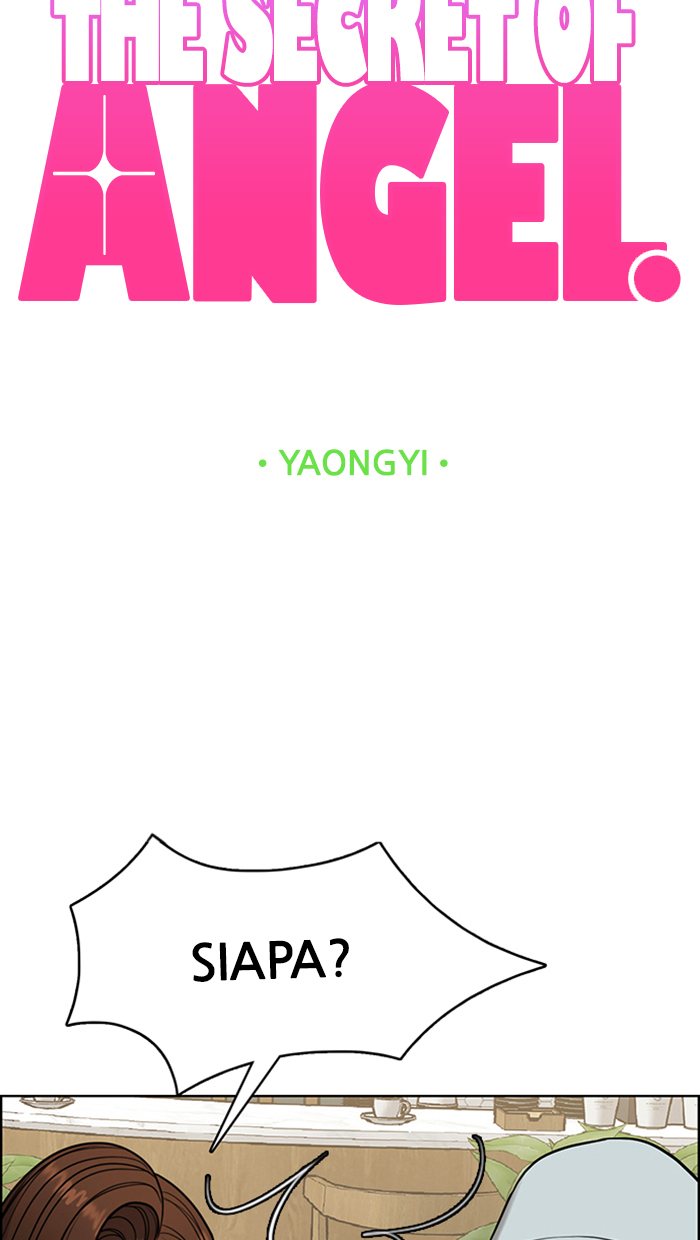 THE SECRET OF
ANGEL.
• YAONGYI •
SIAPA?